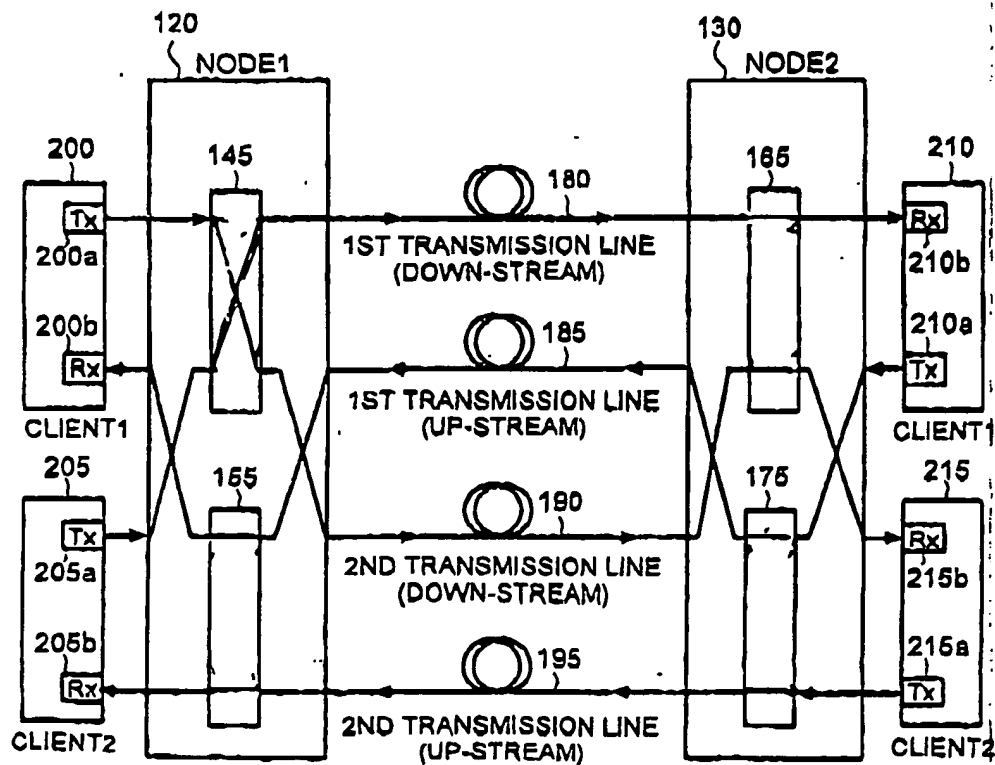 120
130
NODE1
NODE2
200
145
165
210
Tx
180
Rx
200a
1ST TRANSMISSION LINE
(DOWN-STREAM)
210b
200b
185
210a
Rx
Tx
CLIENT1
1ST TRANSMISSION LINE
(UP-STREAM)
CLIENT1
205
155
175
215
Tx
190
Rx
205a
2ND TRANSMISSION LINE
(DOWN-STREAM)
215b
205b
195
215a
Rx
Tx
CLIENT2
2ND TRANSMISSION LINE
(UP-STREAM)
CLIENT2